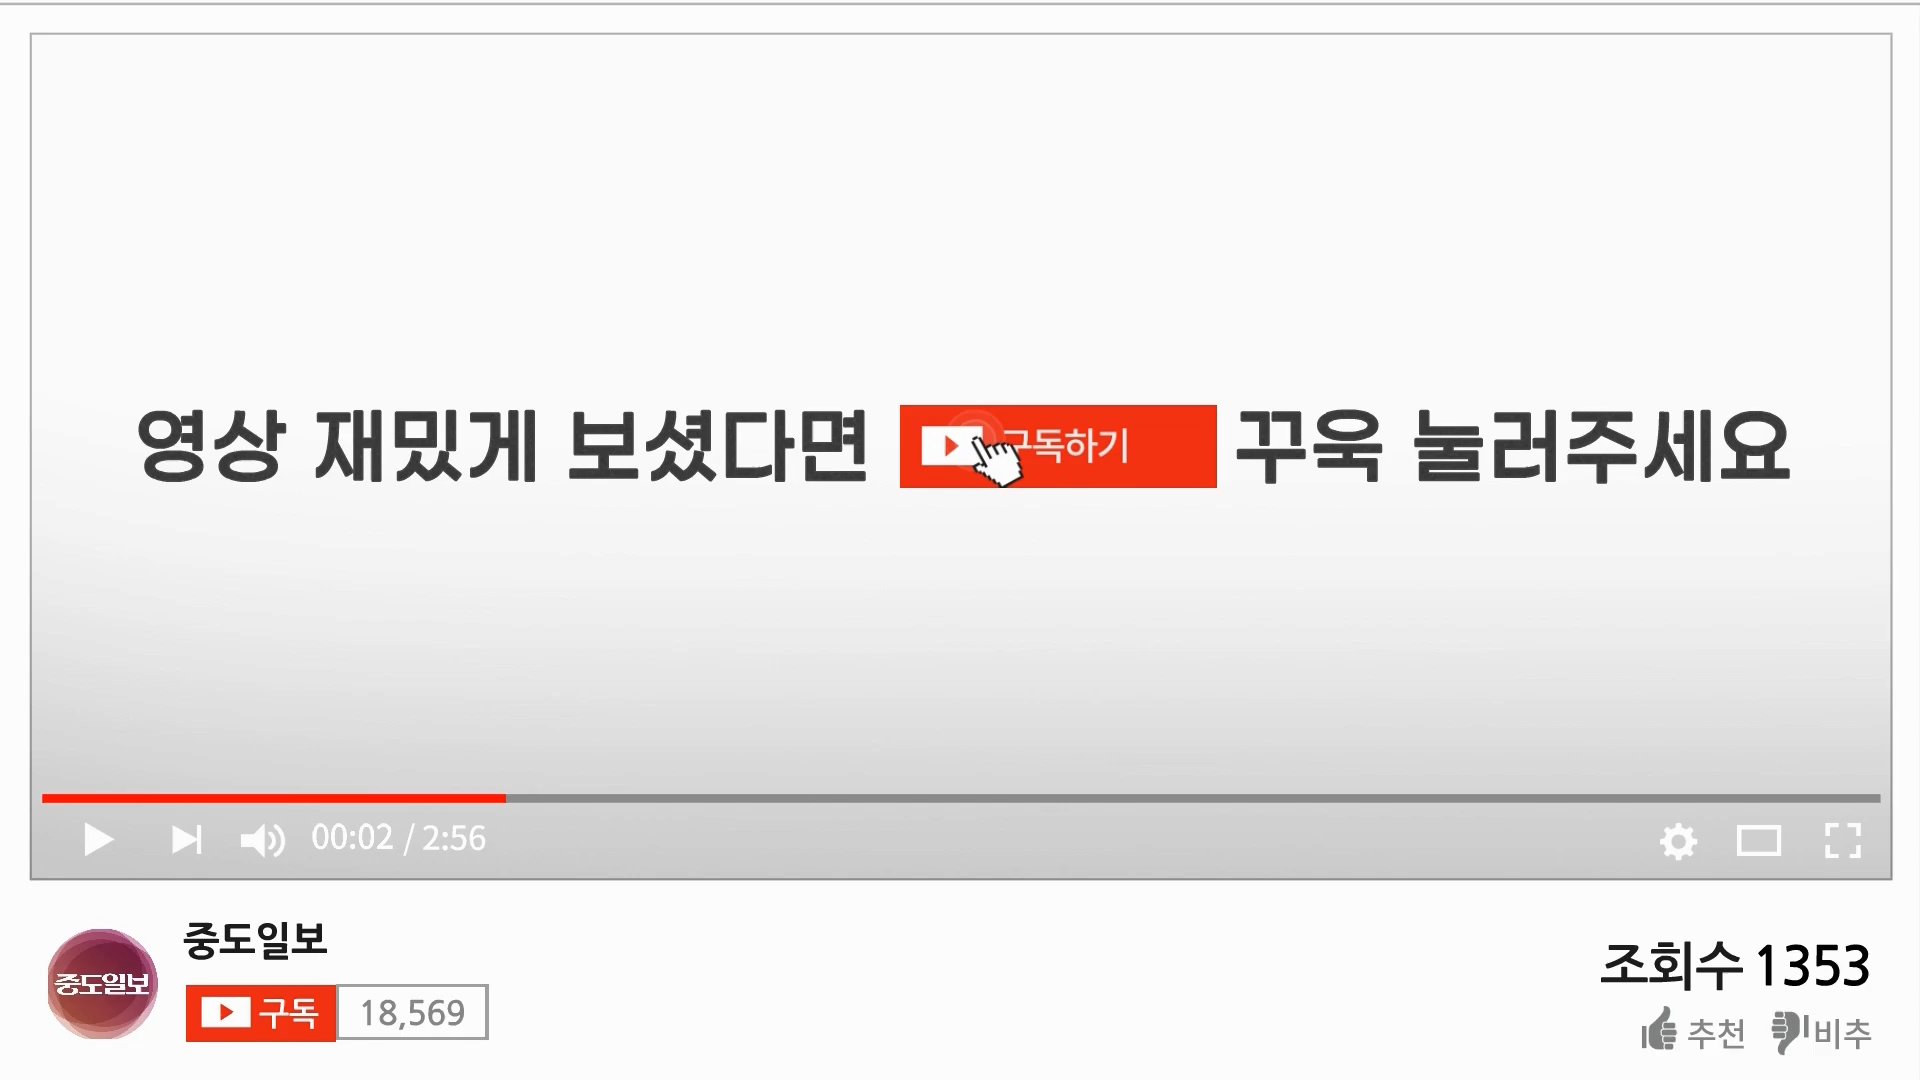 영상 재밌게 보셨다면 구독하기 꾸욱 눌러주세요
00:02 / 2:56
중도일보
중도일보
구독 18,569
조회수 1353
추천 비추